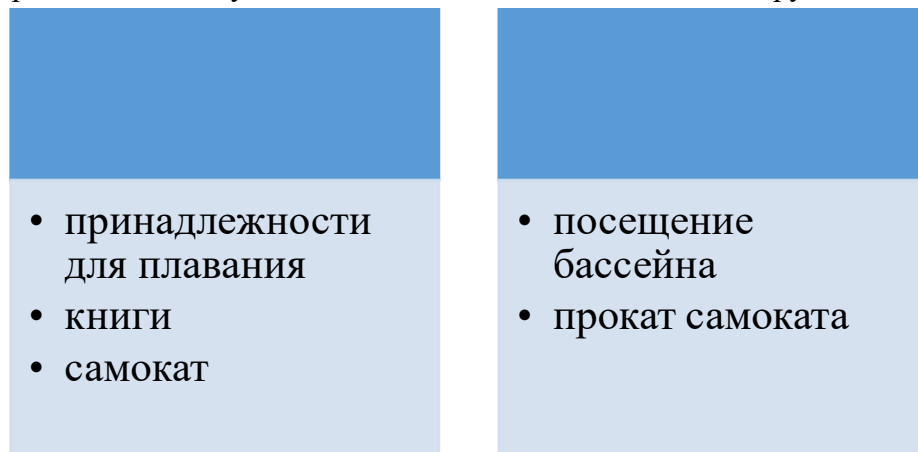 • принадлежности
для плавания
• книги
• самокат
• посещение
бассейна
• прокат самоката